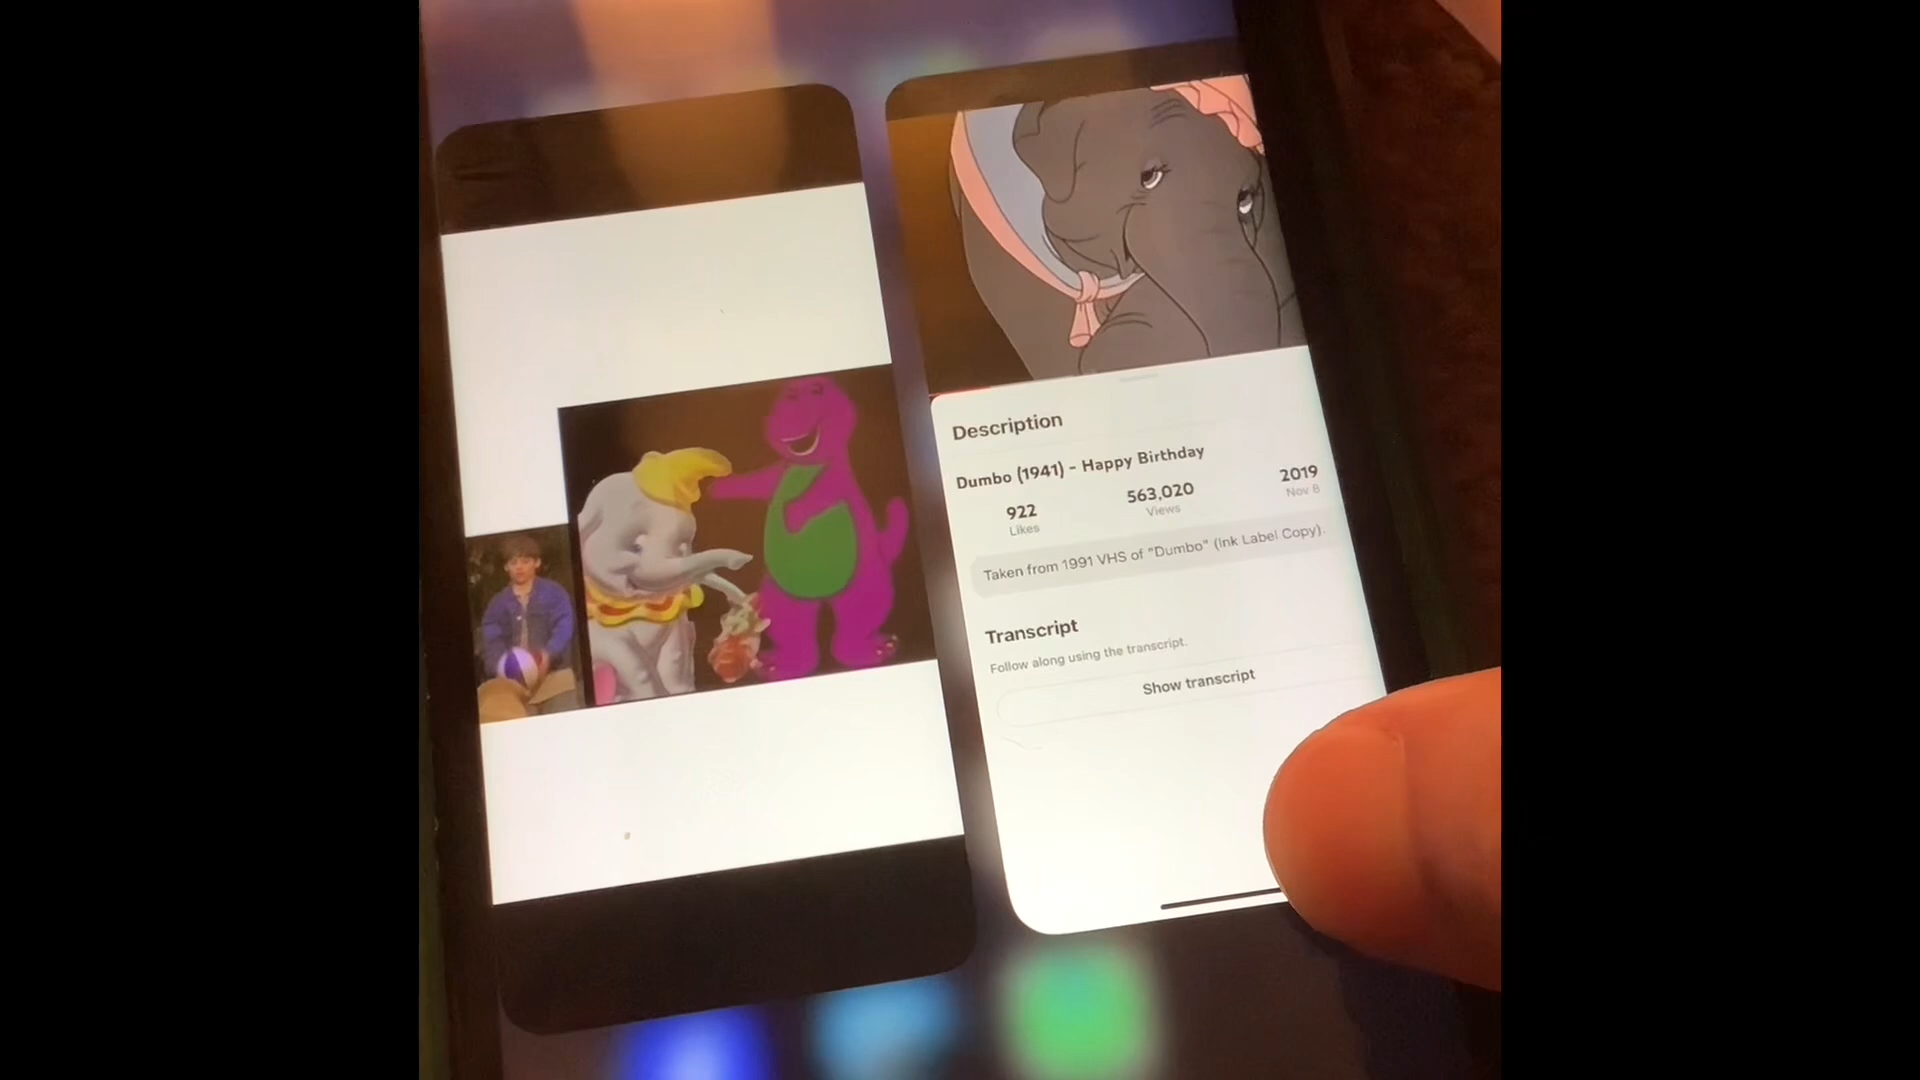 Description
Dumbo (1941) - Happy Birthday
922
Likes
563,020
Views
2019
Nov 8
Taken from 1991 VHS of "Dumbo" (Ink Label Copy).
Transcript
Follow along using the transcript.
Show transcript